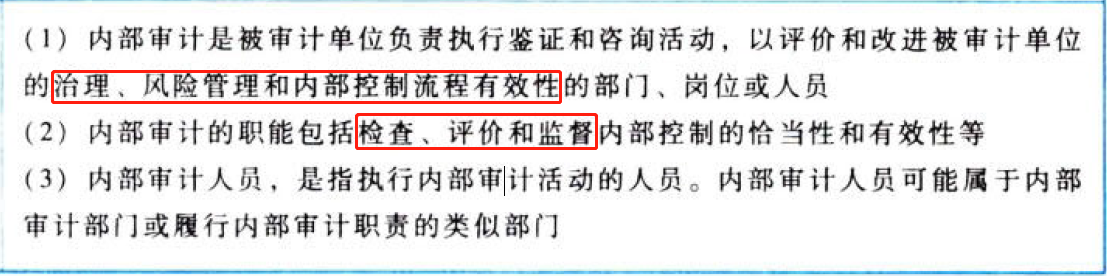 (1) 内部审计是被审计单位负责执行鉴证和咨询活动，以评价和改进被审计单位
的治理、风险管理和内部控制流程有效性的部门、岗位或人员
(2) 内部审计的职能包括检查、评价和监督内部控制的恰当性和有效性等
(3) 内部审计人员，是指执行内部审计活动的人员。内部审计人员可能属于内部
审计部门或履行内部审计职责的类似部门